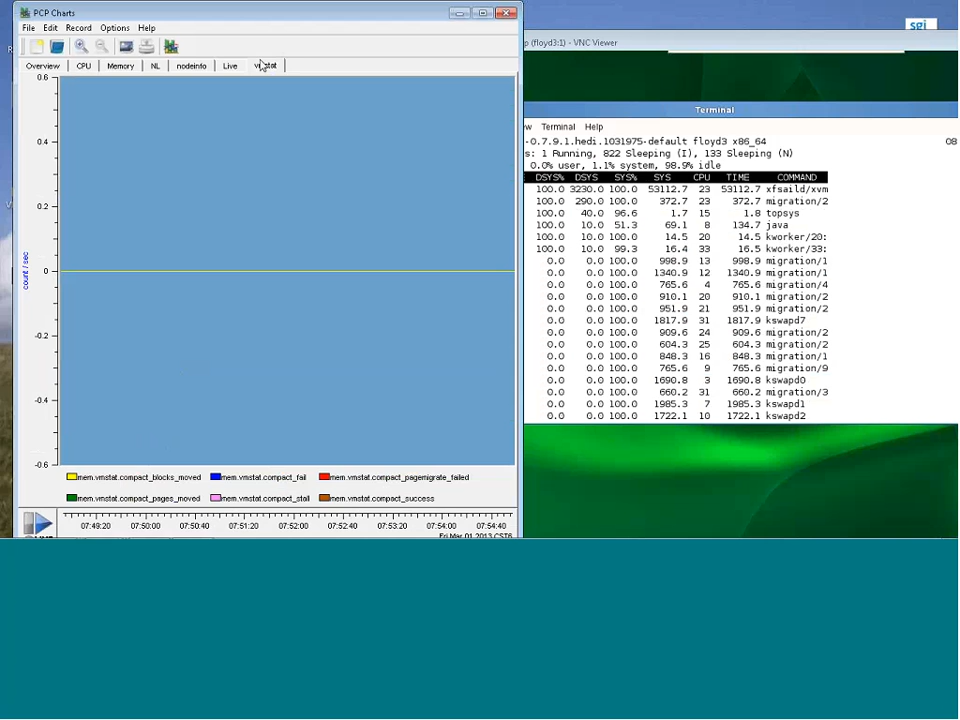 PCP Charts
File Edit Record Options Help
Overview CPU Memory NL nodeinfo Live vmstat
0.6
0.4
0.2
0
-0.2
-0.4
-0.6
count / sec
mem.vmstat.compact_blocks_moved mem.vmstat.compact_fail mem.vmstat.compact_pagemigrate_failed
mem.vmstat.compact_pages_moved mem.vmstat.compact_stall mem.vmstat.compact_success
07:49:20 07:50:00 07:50:40 07:51:20 07:52:00 07:52:40 07:53:20 07:54:00 07:54:40
Fri Mar 01 2013 CST6
sgi
p (floyd3:1) - VNC Viewer
Terminal
w Terminal Help
-0.7.9.1.hedi.1031975-default floyd3 x86_64 08
s: 1 Running, 822 Sleeping (I), 133 Sleeping (N)
0.0% user, 1.1% system, 98.9% idle
DSYS% DSYS SYS% SYS CPU TIME COMMAND
100.0 3230.0 100.0 53112.7 23 53112.7 xfsaild/xvm
100.0 290.0 100.0 372.7 23 372.7 migration/2
100.0 40.0 96.6 1.7 15 1.8 topsys
100.0 10.0 51.3 69.1 8 134.7 java
100.0 10.0 100.0 14.5 20 14.5 kworker/20:
100.0 10.0 99.3 16.4 33 16.5 kworker/33:
0.0 0.0 100.0 998.9 13 998.9 migration/1
0.0 0.0 100.0 1340.9 12 1340.9 migration/1
0.0 0.0 100.0 765.6 4 765.6 migration/4
0.0 0.0 100.0 910.1 20 910.1 migration/2
0.0 0.0 100.0 951.9 21 951.9 migration/2
0.0 0.0 100.0 1817.9 31 1817.9 kswapd7
0.0 0.0 100.0 909.6 24 909.6 migration/2
0.0 0.0 100.0 604.3 25 604.3 migration/2
0.0 0.0 100.0 848.3 16 848.3 migration/1
0.0 0.0 100.0 765.6 9 765.6 migration/9
0.0 0.0 100.0 1690.8 3 1690.8 kswapd0
0.0 0.0 100.0 660.2 31 660.2 migration/3
0.0 0.0 100.0 1985.3 7 1985.3 kswapd1
0.0 0.0 100.0 1722.1 10 1722.1 kswapd2